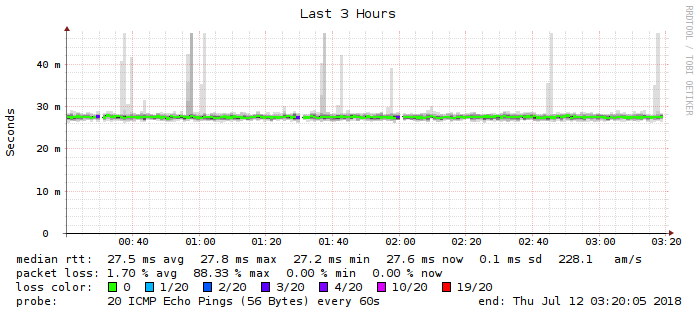 Last 3 Hours
RRDTOOL / TOBI OETIKER
Seconds
40 m
30 m
20 m
10 m
0
00:40 01:00 01:20 01:40 02:00 02:20 02:40 03:00 03:20
median rtt: 27.5 ms avg 27.8 ms max 27.2 ms min 27.6 ms now 0.1 ms sd 228.1 am/s
packet loss: 1.70 % avg 88.33 % max 0.00 % min 0.00 % now
loss color: 0 1/20 2/20 3/20 4/20 10/20 19/20
probe: 20 ICMP Echo Pings (56 Bytes) every 60s end: Thu Jul 12 03:20:05 2018